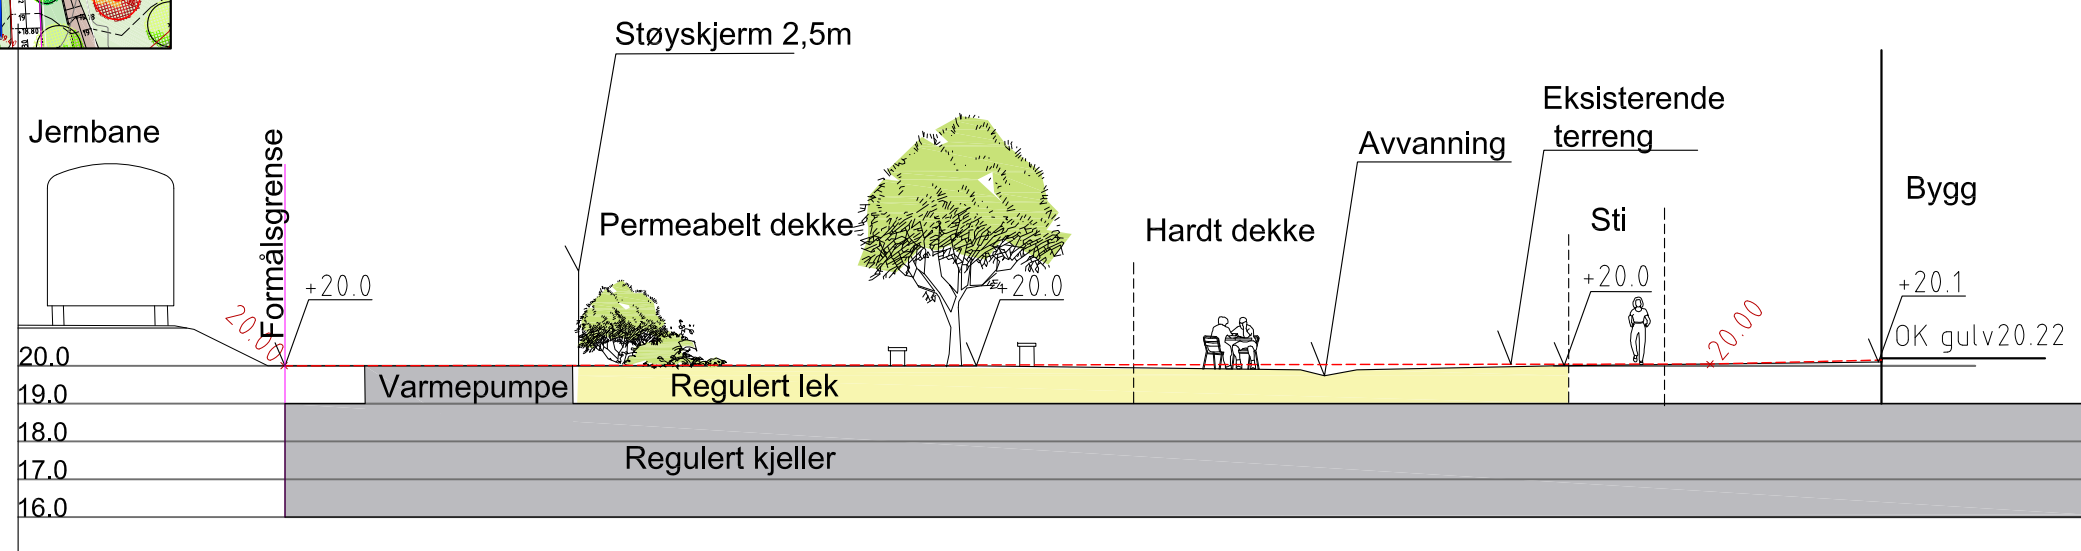 Støyskjerm 2,5m
Eksisterende
terreng
Jernbane
Formålsgrense
Avvanning
Bygg
Permeabelt dekke
Hardt dekke
Sti
+20.0
+20.0
+20.0
+20.1
20.00
20.00
OK gulv20.22
20.0
19.0
18.0
17.0
16.0
Varmepumpe
Regulert lek
Regulert kjeller